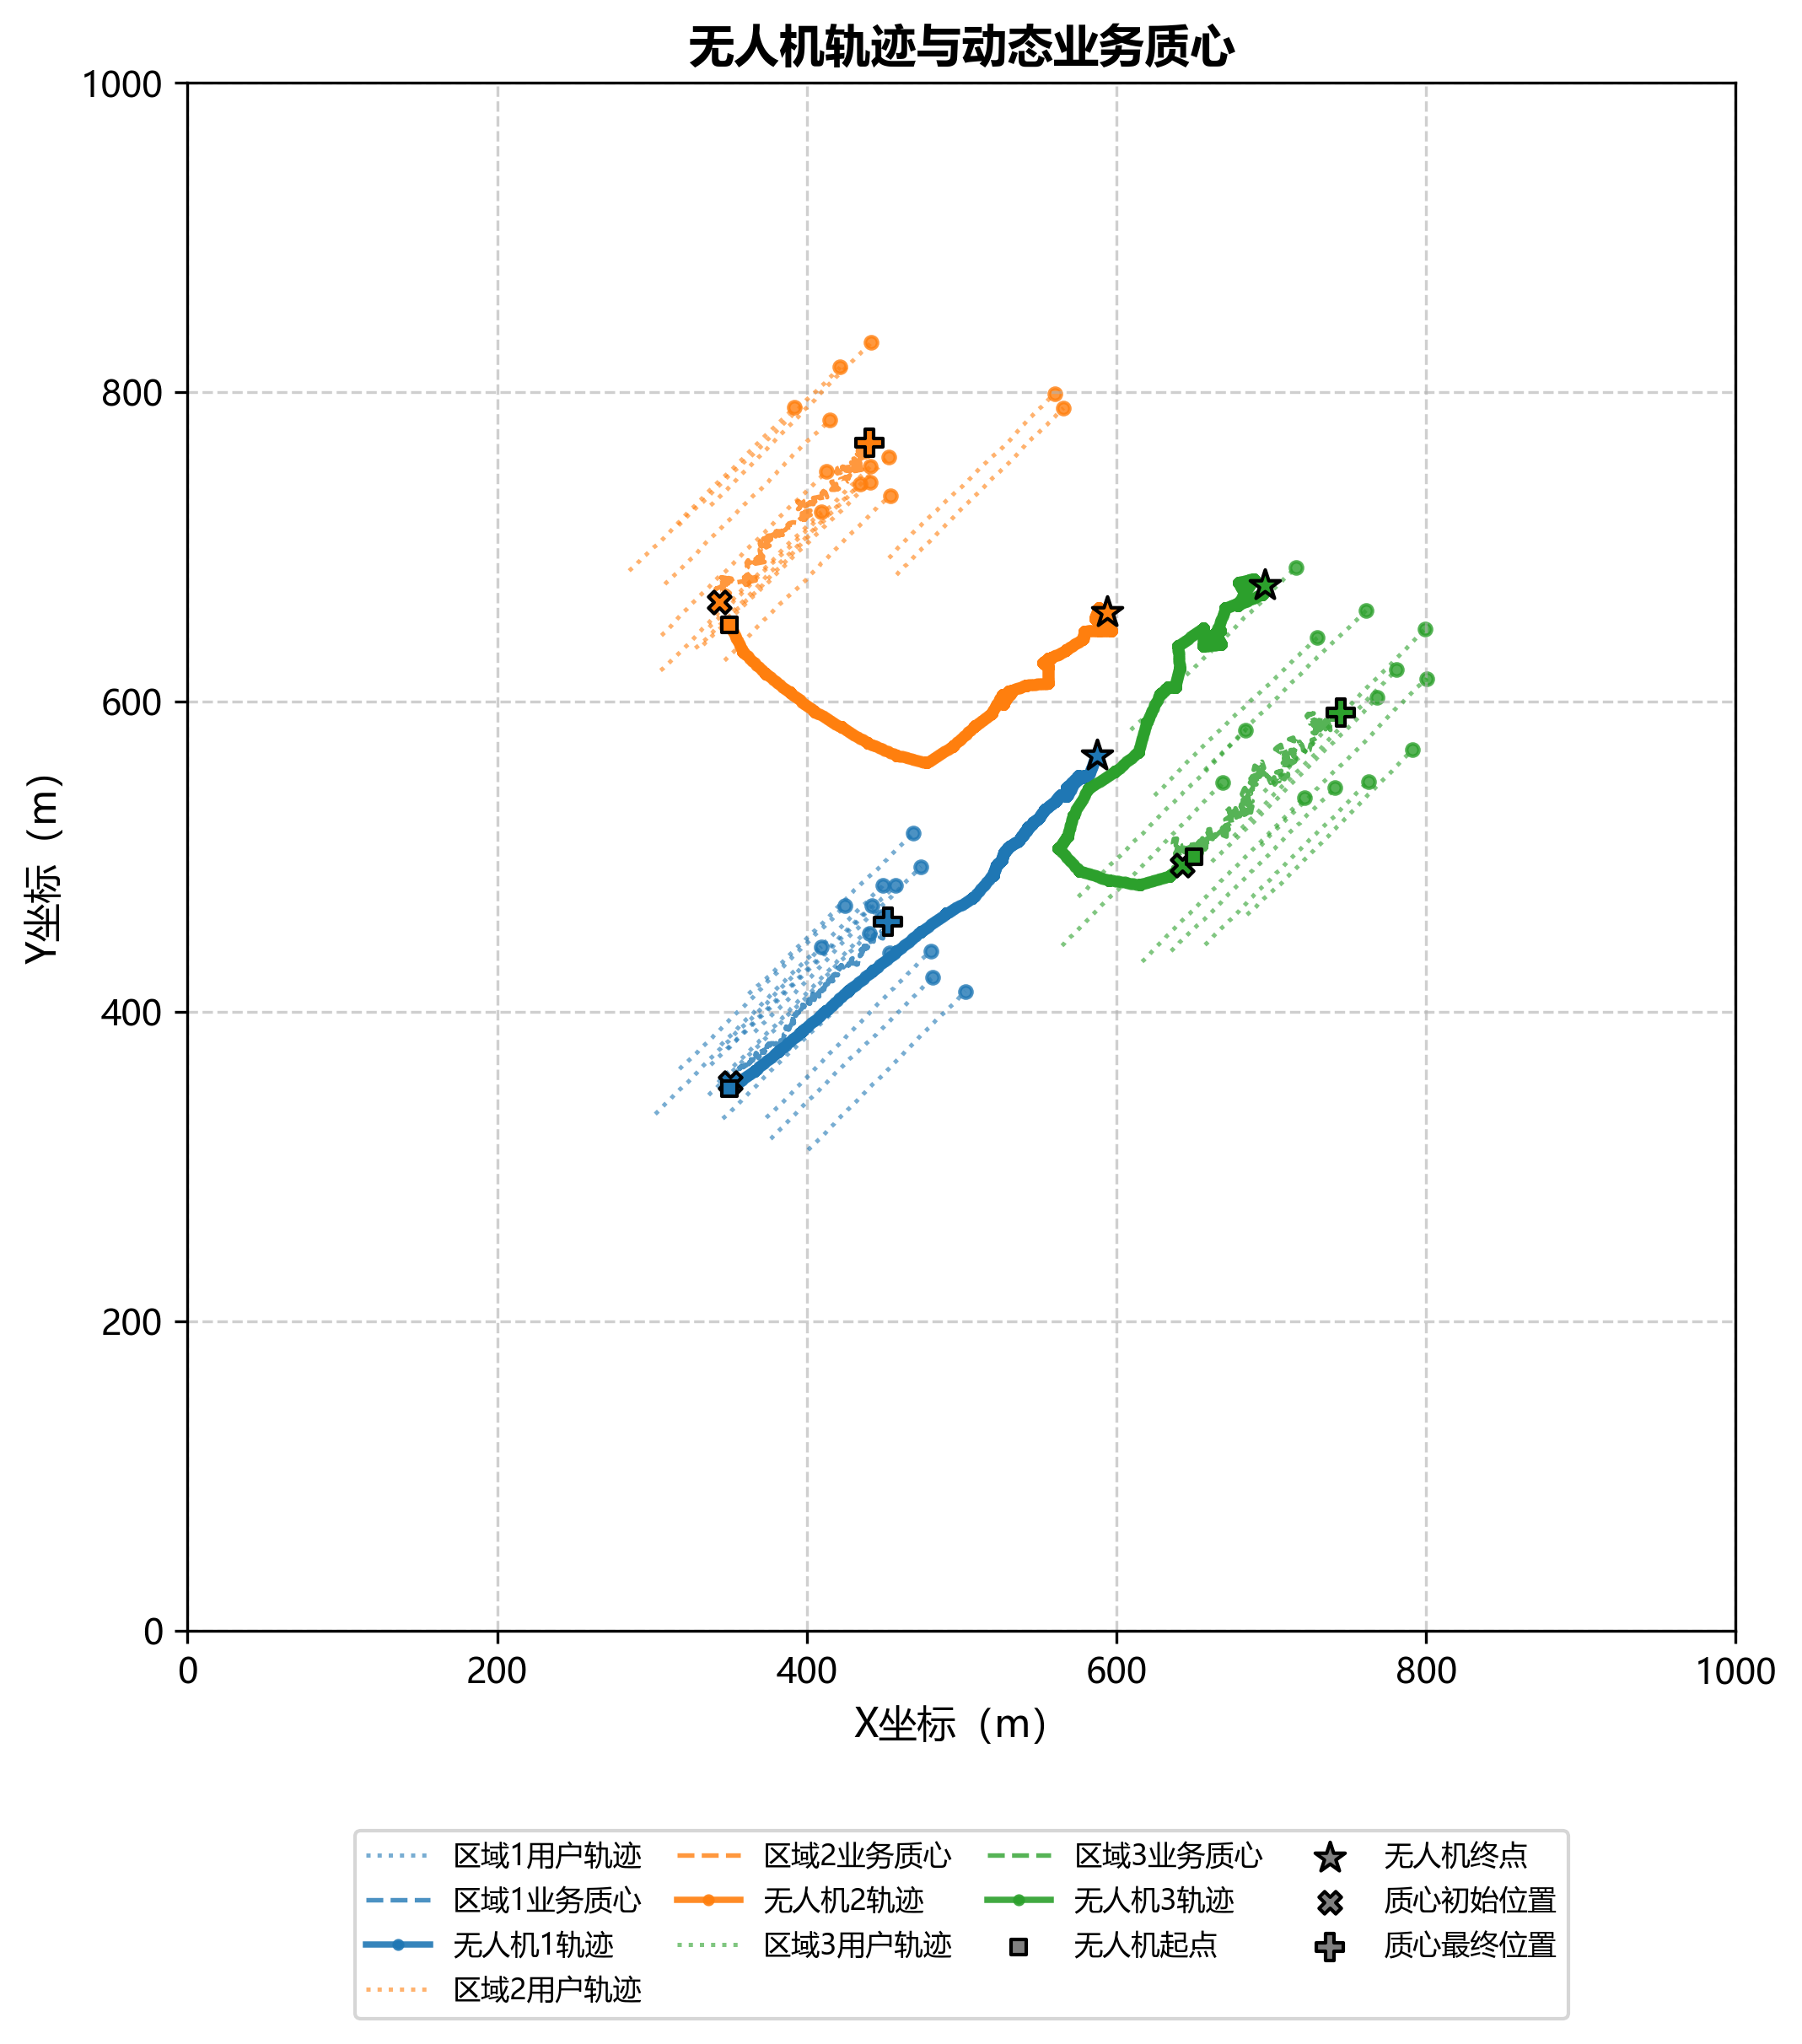 无人机轨迹与动态业务质心
1000
800
600
400
200
0
Y坐标（m）
0 200 400 600 800 1000
X坐标（m）
区域1用户轨迹 区域2业务质心 区域3业务质心 无人机终点
区域1业务质心 无人机2轨迹 无人机3轨迹 质心初始位置
无人机1轨迹 区域3用户轨迹 无人机起点 质心最终位置
区域2用户轨迹